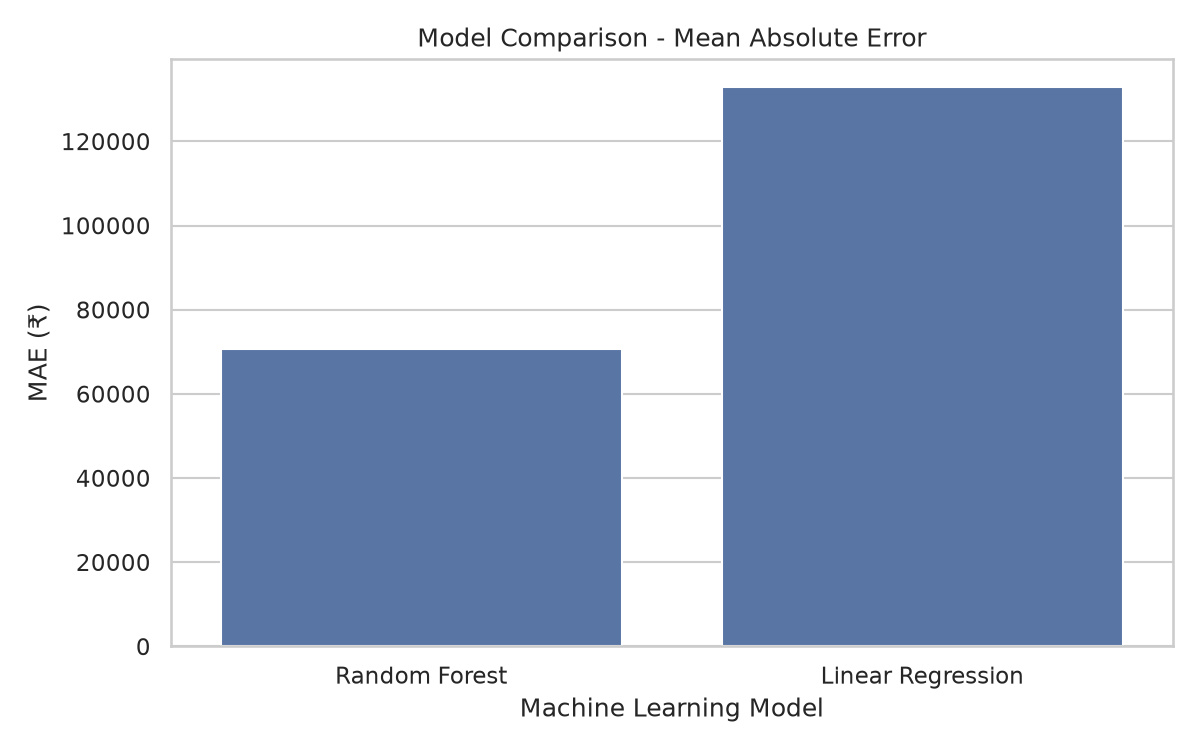 Model Comparison - Mean Absolute Error
MAE (₹)
120000
100000
80000
60000
40000
20000
0
Random Forest
Linear Regression
Machine Learning Model